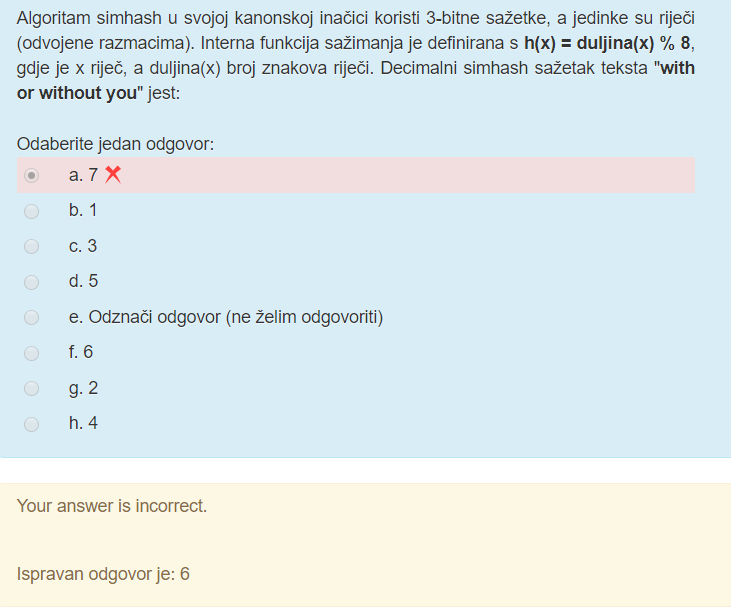 Algoritam simhash u svojoj kanonskoj inačici koristi 3-bitne sažetke, a jedinke su riječi
(odvojene razmacima). Interna funkcija sažimanja je definirana s h(x) = duljina(x) % 8,
gdje je x riječ, a duljina(x) broj znakova riječi. Decimalni simhash sažetak teksta "with
or without you" jest:
Odaberite jedan odgovor:
a. 7
b. 1
c. 3
d. 5
e. Odznači odgovor (ne želim odgovoriti)
f. 6
g. 2
h. 4
Your answer is incorrect.
Ispravan odgovor je: 6